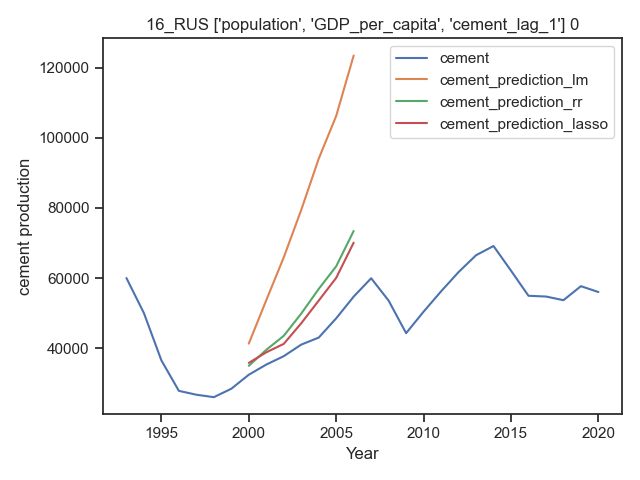 16_RUS ['population', 'GDP_per_capita', 'cement_lag_1'] 0
cement
cement_prediction_lm
cement_prediction_rr
cement_prediction_lasso
120000
100000
80000
60000
40000
cement production
1995
2000
2005
2010
2015
2020
Year